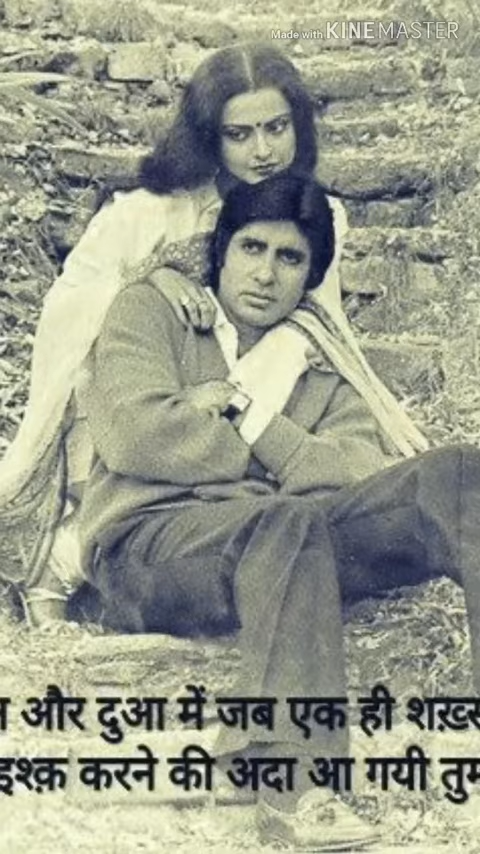 Made with KINEMASTER
और दुआ में जब एक ही शख़्स
इश्क़ करने की अदा आ गयी